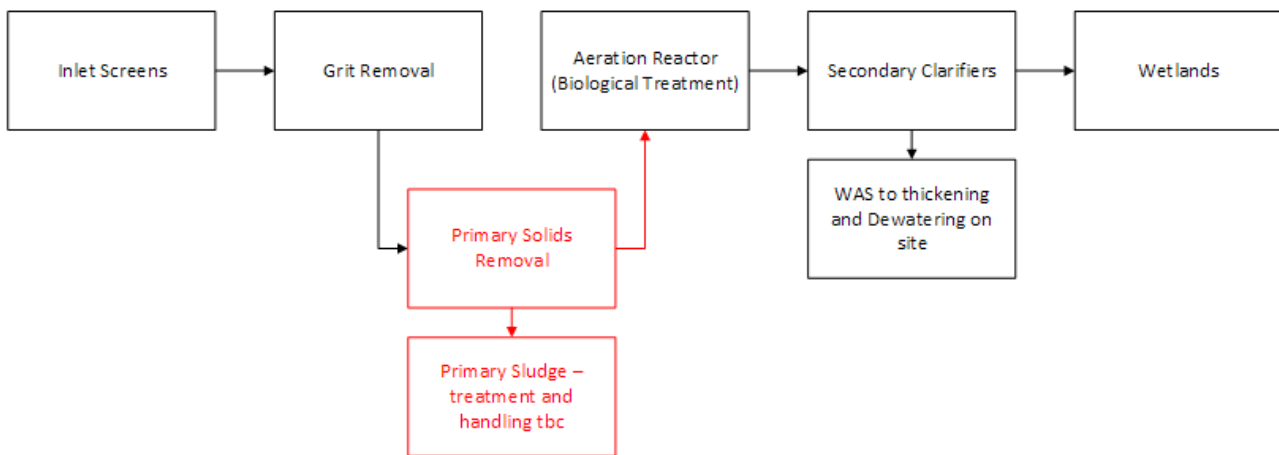 Inlet Screens
Grit Removal
Aeration Reactor
(Biological Treatment)
Secondary Clarifiers
Wetlands
Primary Solids
Removal
WAS to thickening
and Dewatering on
site
Primary Sludge –
treatment and
handling tbc